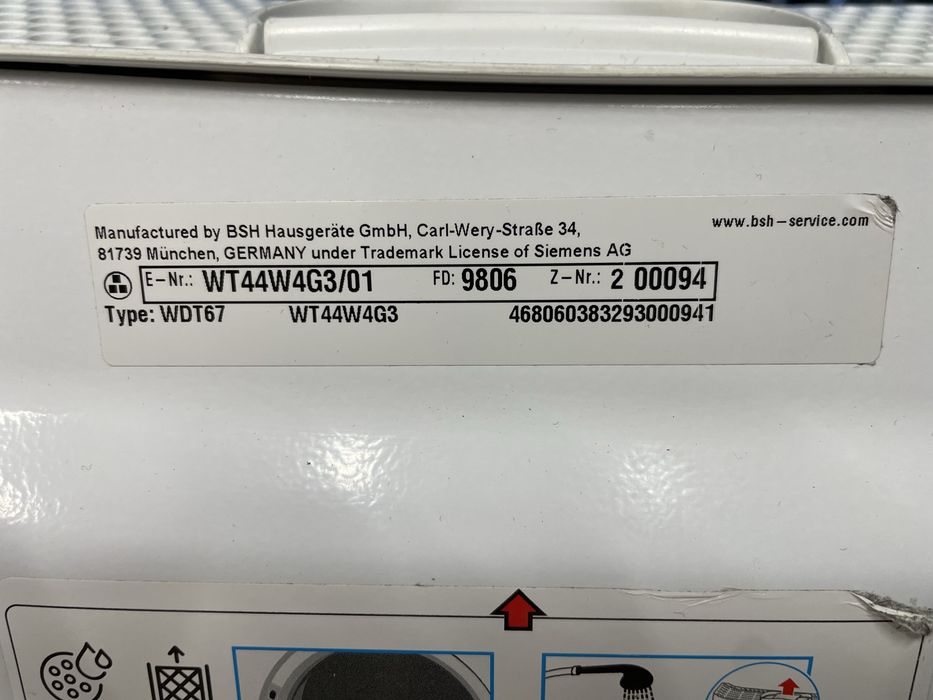 Manufactured by BSH Hausgeräte GmbH, Carl-Wery-Straße 34,
www.bsh-service.com
81739 München, GERMANY under Trademark License of Siemens AG
E-Nr.: WT44W4G3/01 FD: 9806 Z-Nr.: 2 00094
Type: WDT67 WT44W4G3 468060383293000941